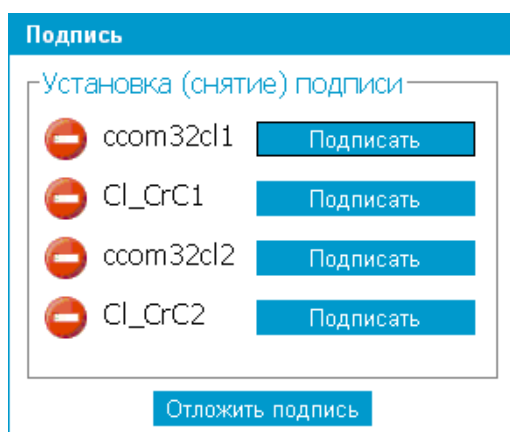 Подпись
Установка (снятие) подписи
ccom32cl1 Подписать
Cl_CrC1 Подписать
ccom32cl2 Подписать
Cl_CrC2 Подписать
Отложить подпись